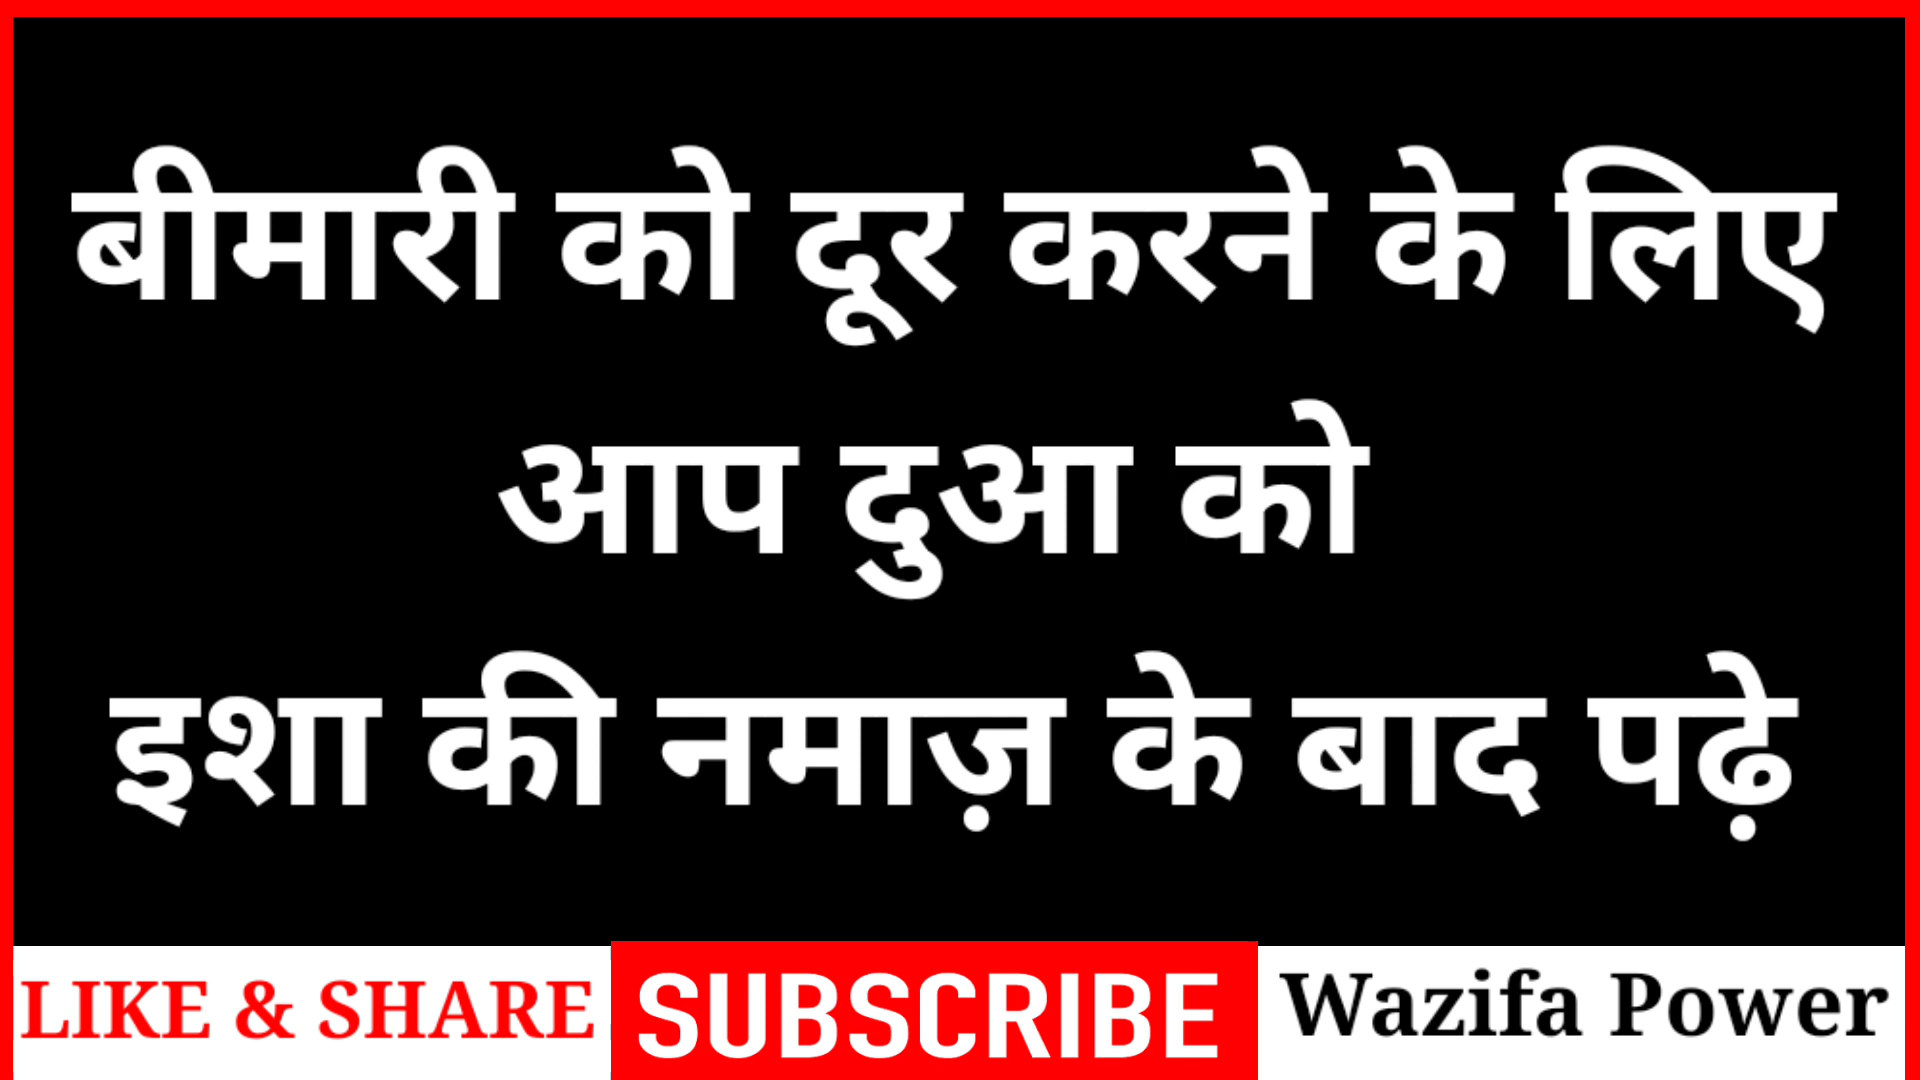 बीमारी को दूर करने के लिए
आप दुआ को
इशा की नमाज़ के बाद पढ़े
LIKE & SHARE SUBSCRIBE Wazifa Power